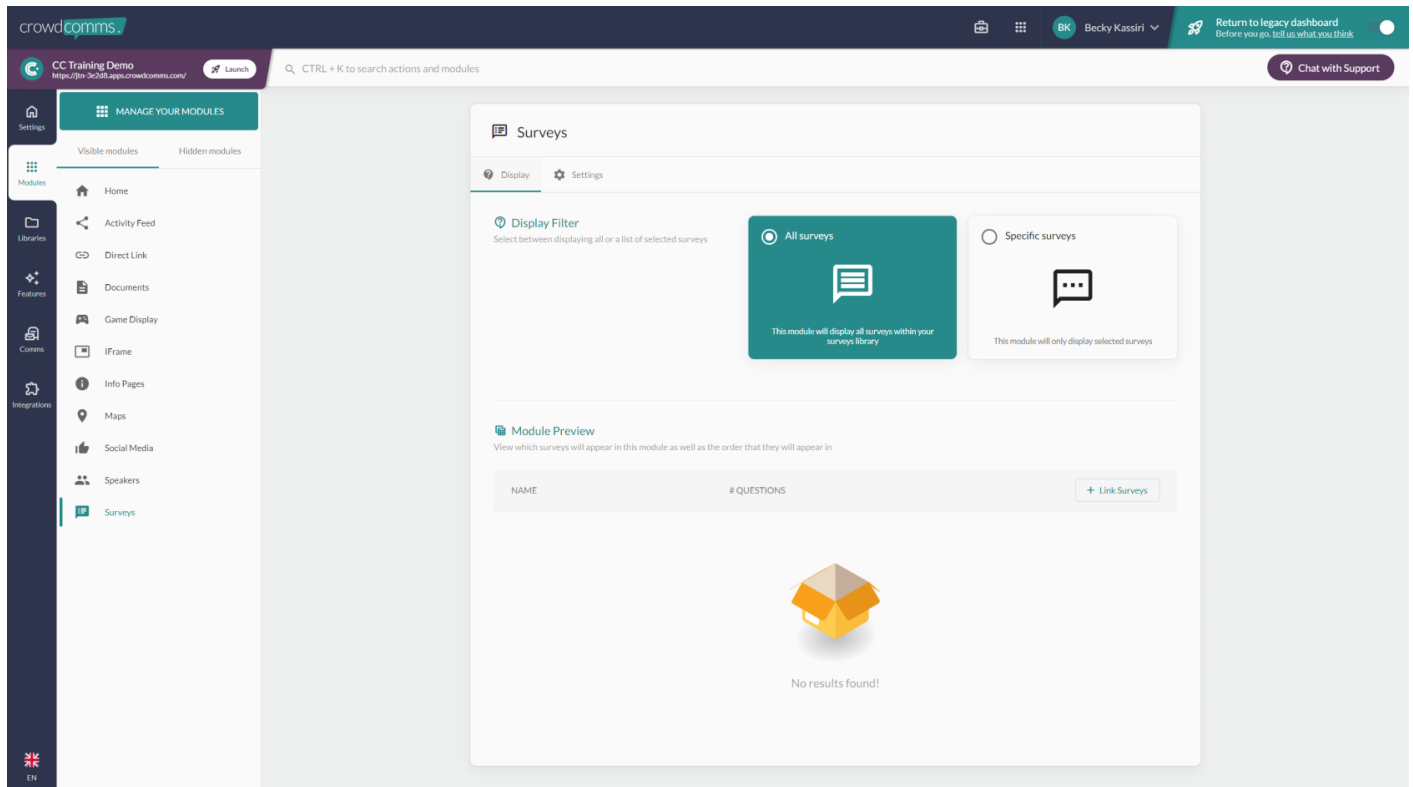 crowdcomms.
BK
Becky Kassiri
Return to legacy dashboard
Before you go, tell us what you think
CC Training Demo
https://jtn-3e2d8.apps.crowdcomms.com/
Launch
CTRL + K to search actions and modules
Chat with Support
Settings
Modules
Libraries
Features
Comms
Integrations
EN
MANAGE YOUR MODULES
Visible modules
Hidden modules
Home
Activity Feed
Direct Link
Documents
Game Display
IFrame
Info Pages
Maps
Social Media
Speakers
Surveys
Surveys
Display
Settings
Display Filter
Select between displaying all or a list of selected surveys
All surveys
This module will display all surveys within your
surveys library
Specific surveys
This module will only display selected surveys
Module Preview
View which surveys will appear in this module as well as the order that they will appear in
NAME
# QUESTIONS
+ Link Surveys
No results found!